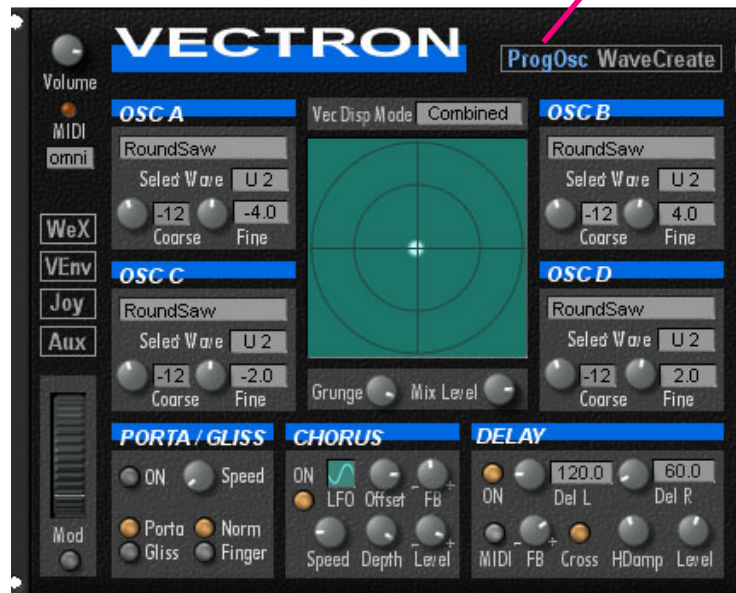 VECTRON
ProgOsc WaveCreate
Volume
MIDI
omni
WeX
VEnv
Joy
Aux
Mod
OSC A
RoundSaw
Select Wave U 2
-12 -4.0
Coarse Fine
Vec Disp Mode Combined
OSC B
RoundSaw
Select Wave U 2
-12 4.0
Coarse Fine
OSC C
RoundSaw
Select Wave U 2
-12 -2.0
Coarse Fine
Grunge Mix Level
OSC D
RoundSaw
Select Wave U 2
-12 2.0
Coarse Fine
PORTA / GLISS
ON Speed
Porta Norm
Gliss Finger
CHORUS
ON
LFO Offset - FB +
Speed Depth - Level +
DELAY
120.0 60.0
ON Del L Del R
MIDI - FB + Cross HDamp Level